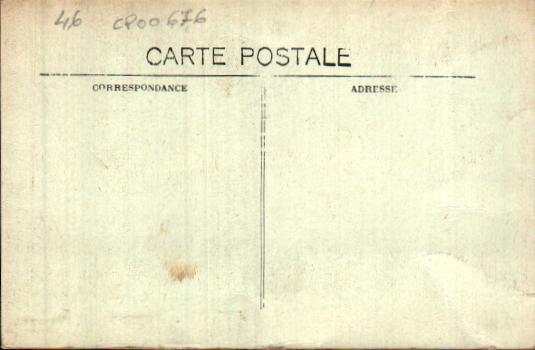 46 CP00676
CARTE POSTALE
CORRESPONDANCE ADRESSE